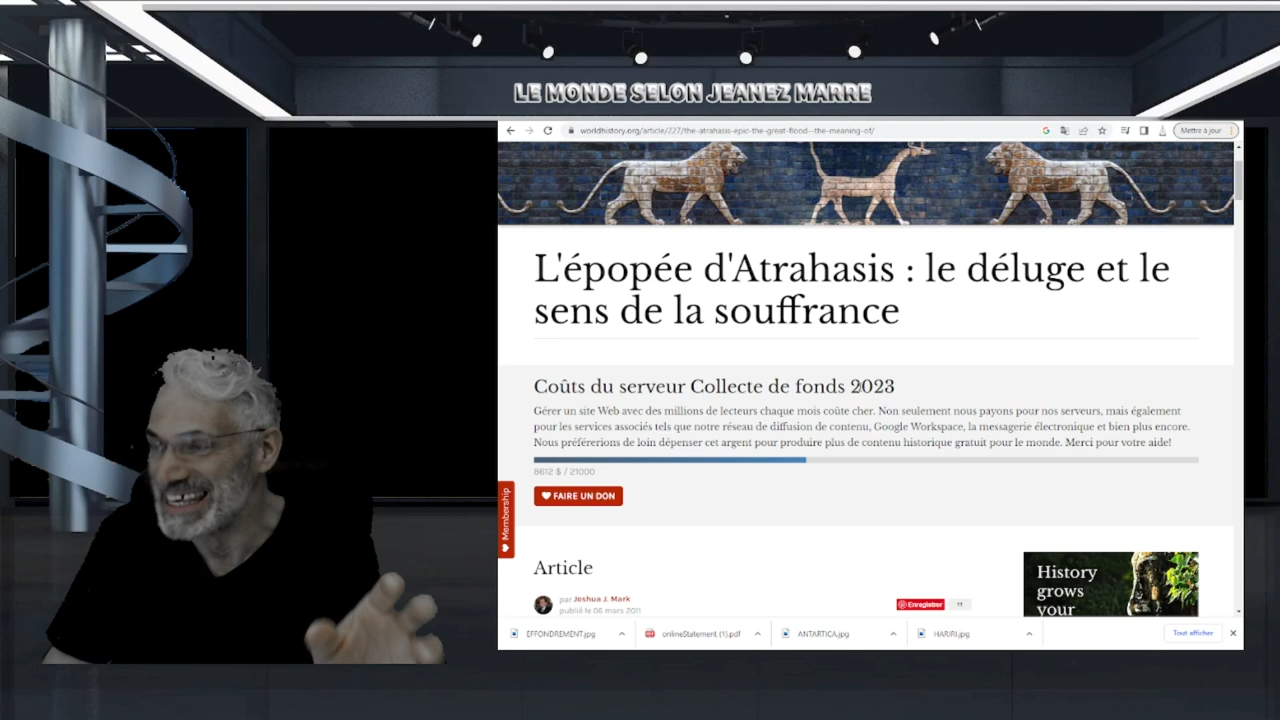 LE MONDE SELON JEANEZ MARRE
worldhistory.org/article/227/the-atrahasis-epic-the-great-flood--the-meaning-of/
Mettre à jour
L'épopée d'Atrahasis : le déluge et le
sens de la souffrance
Coûts du serveur Collecte de fonds 2023
Gérer un site Web avec des millions de lecteurs chaque mois coûte cher. Non seulement nous payons pour nos serveurs, mais également
pour les services associés tels que notre réseau de diffusion de contenu, Google Workspace, la messagerie électronique et bien plus encore.
Nous préférerions de loin dépenser cet argent pour produire plus de contenu historique gratuit pour le monde. Merci pour votre aide!
8612 $ / 21000
FAIRE UN DON
Membership
Article
par Joshua J. Mark
publié le 06 mars 2011
Enregistrer
History
grows
your
EFFONDREMENT.jpg
onlineStatement (1).pdf
ANTARTICA.jpg
HARIRI.jpg
Tout afficher